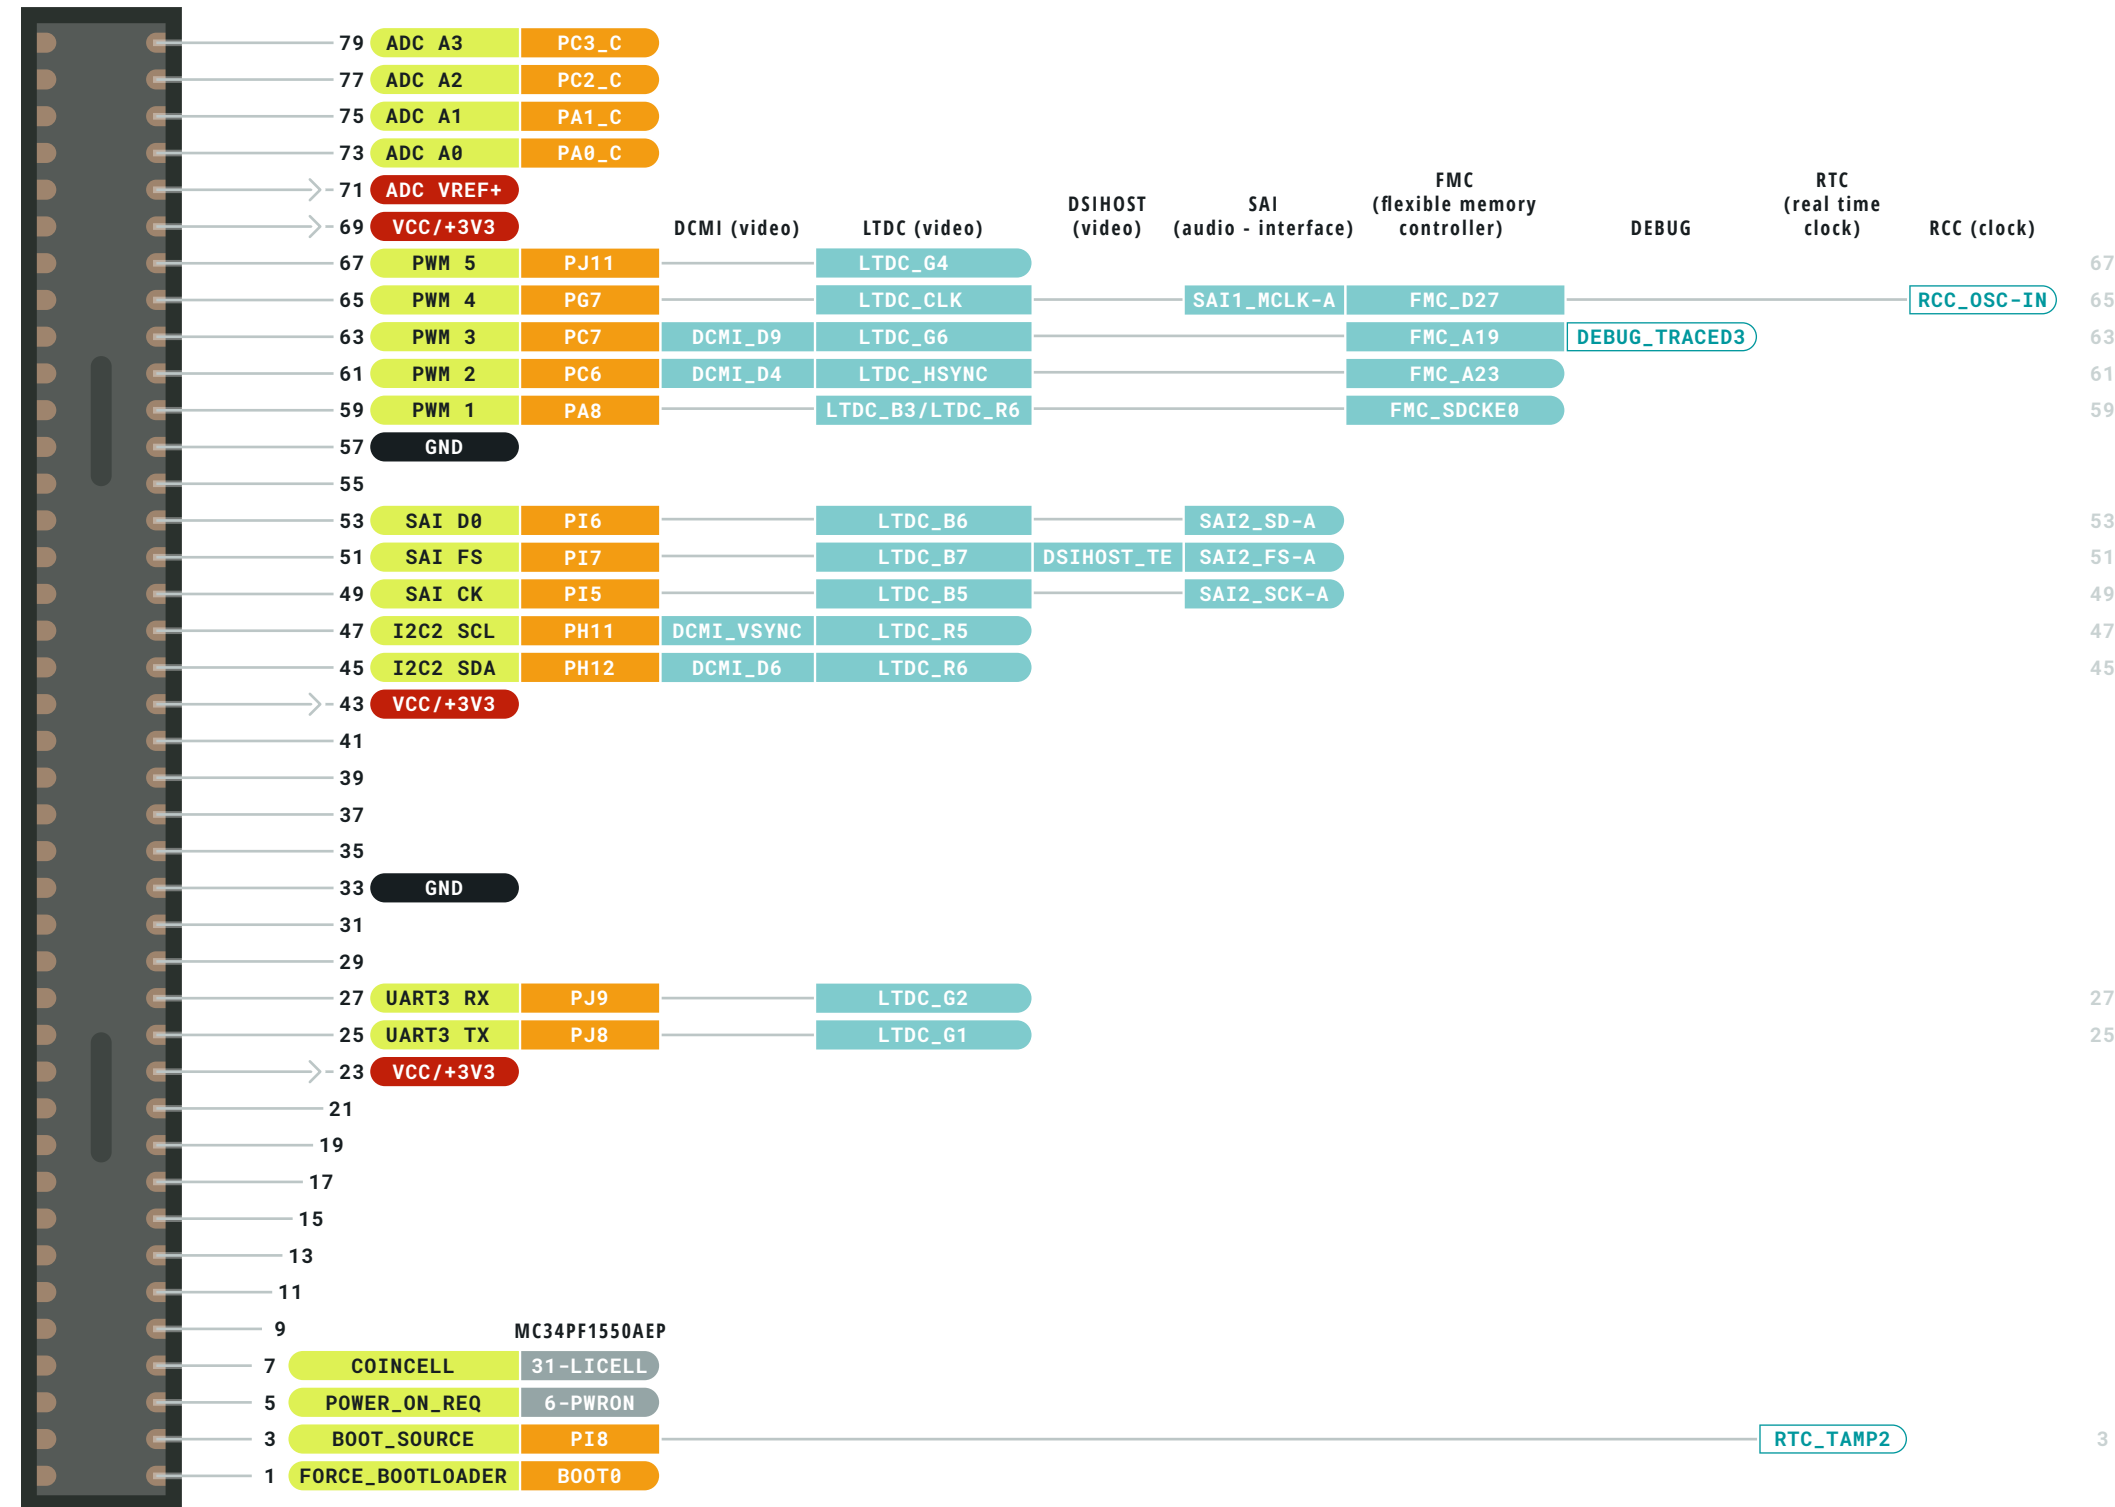 79 ADC A3 PC3_C
77 ADC A2 PC2_C
75 ADC A1 PA1_C
73 ADC A0 PA0_C
71 ADC VREF+
FMC
(flexible memory
controller)
RTC
(real time
clock)
DSIHOST
(video)
SAI
(audio - interface)
69 VCC/+3V3
DCMI (video)
LTDC (video)
DEBUG
RCC (clock)
67 PWM 5 PJ11 LTDC_G4 67
65 PWM 4 PG7 LTDC_CLK SAI1_MCLK-A FMC_D27 RCC_OSC-IN 65
63 PWM 3 PC7 DCMI_D9 LTDC_G6 FMC_A19 DEBUG_TRACED3 63
61 PWM 2 PC6 DCMI_D4 LTDC_HSYNC FMC_A23 61
59 PWM 1 PA8 LTDC_B3/LTDC_R6 FMC_SDCKE0 59
57 GND
55
53 SAI D0 PI6 LTDC_B6 SAI2_SD-A 53
51 SAI FS PI7 LTDC_B7 DSIHOST_TE SAI2_FS-A 51
49 SAI CK PI5 LTDC_B5 SAI2_SCK-A 49
47 I2C2 SCL PH11 DCMI_VSYNC LTDC_R5 47
45 I2C2 SDA PH12 DCMI_D6 LTDC_R6 45
43 VCC/+3V3
41
39
37
35
33 GND
31
29
27 UART3 RX PJ9 LTDC_G2 27
25 UART3 TX PJ8 LTDC_G1 25
23 VCC/+3V3
21
19
17
15
13
11
9
MC34PF1550AEP
7 COINCELL 31-LICELL
5 POWER_ON_REQ 6-PWRON
3 BOOT_SOURCE PI8 RTC_TAMP2 3
1 FORCE_BOOTLOADER BOOT0